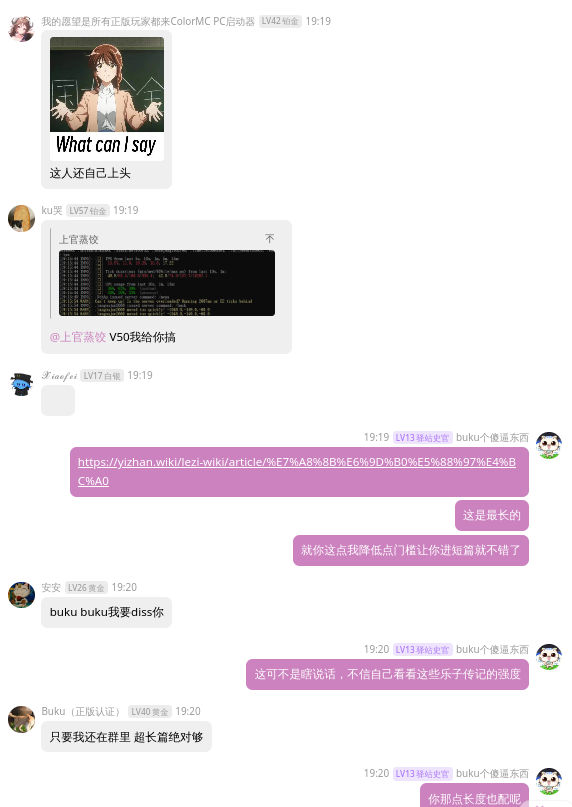 我的愿望是所有正版玩家都来ColorMC PC启动器 LV42 铂金 19:19
What can I say
这人还自己上头
ku哭 LV57 铂金 19:19
上官蒸饺
@上官蒸饺 V50我给你搞
𝒳𝒾𝒶𝑜𝒻𝑒𝒾 LV17 白银 19:19
19:19 LV13 驿站史官 buku个傻逼东西
https://yizhan.wiki/lezi-wiki/article/%E7%A8%8B%E6%9D%B0%E5%88%97%E4%B
C%A0
这是最长的
就你这点我降低点门槛让你进短篇就不错了
安安 LV26 黄金 19:20
buku buku我要diss你
19:20 LV13 驿站史官 buku个傻逼东西
这可不是瞎说话，不信自己看看这些乐子传记的强度
Buku（正版认证） LV40 黄金 19:20
只要我还在群里 超长篇绝对够
19:20 LV13 驿站史官 buku个傻逼东西
你那点长度也配呢